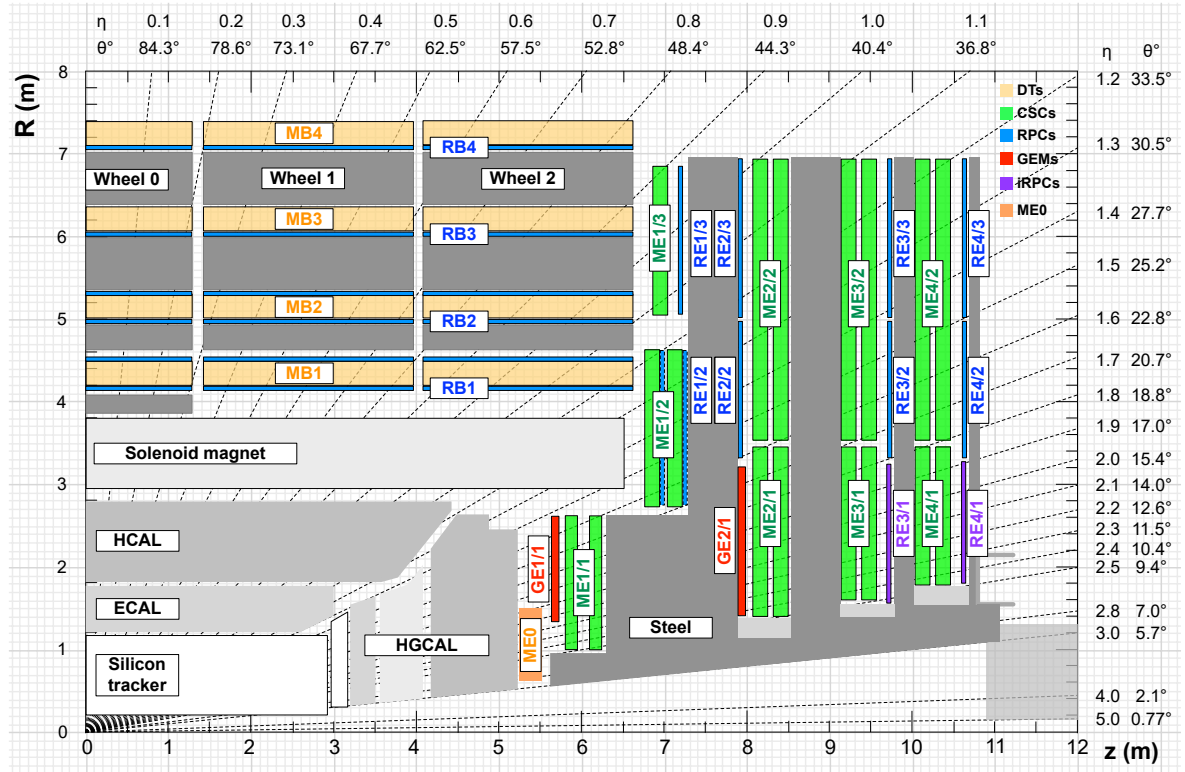 η 0.1 0.2 0.3 0.4 0.5 0.6 0.7 0.8 0.9 1.0 1.1
θ° 84.3° 78.6° 73.1° 67.7° 62.5° 57.5° 52.8° 48.4° 44.3° 40.4° 36.8° η θ°
R (m)
8
7
6
5
4
3
2
1
0
1.2 33.5°
1.3 30.5°
1.4 27.7°
1.5 25.2°
1.6 22.8°
1.7 20.7°
1.8 18.8°
1.9 17.0°
2.0 15.4°
2.1 14.0°
2.2 12.6°
2.3 11.5°
2.4 10.4°
2.5 9.4°
2.8 7.0°
3.0 5.7°
4.0 2.1°
5.0 0.77°
DTs
CSCs
RPCs
GEMs
iRPCs
ME0
MB4
RB4
Wheel 0
Wheel 1
Wheel 2
MB3
RB3
MB2
RB2
MB1
RB1
Solenoid magnet
HCAL
ECAL
Silicon
tracker
HGCAL
Steel
ME0
GE1/1
ME1/1
ME1/2
ME1/3
RE1/3
RE2/3
RE1/2
RE2/2
GE2/1
ME2/2
ME2/1
ME3/2
ME3/1
RE3/3
RE3/2
RE3/1
ME4/2
ME4/1
RE4/3
RE4/2
RE4/1
0 1 2 3 4 5 6 7 8 9 10 11 12
z (m)